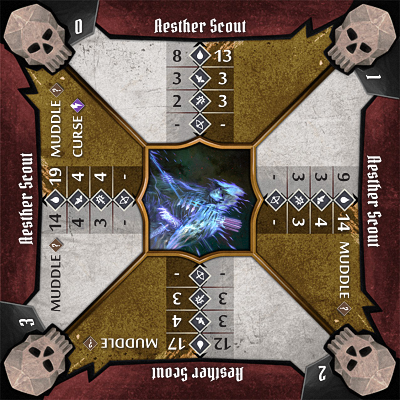 0
Aesther Scout
8 13
3 3
2 3
- -
1
Aesther Scout
9 14 MUDDLE
3 4
3 3
- -
2
Aesther Scout
12 17 MUDDLE
3 4
3 3
- -
3
Aesther Scout
MUDDLE 14 19 MUDDLE
4 4 CURSE
3 4
- -